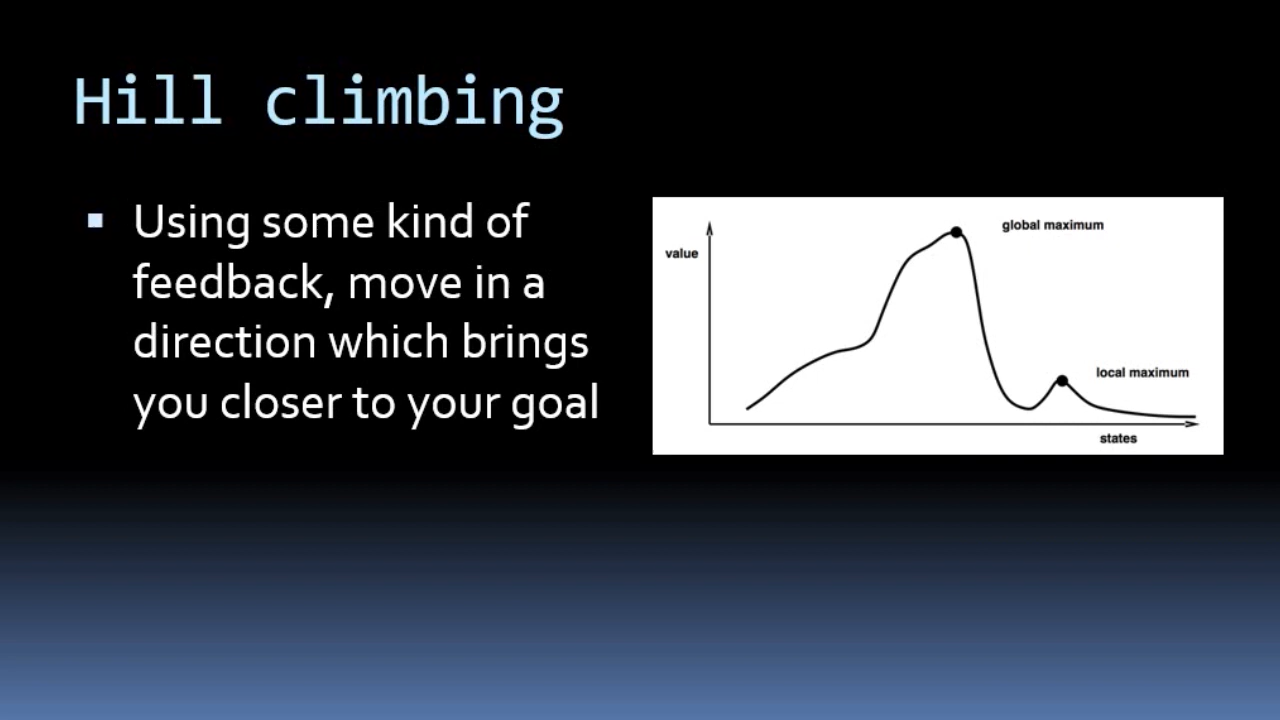 Hill climbing
Using some kind of
feedback, move in a
direction which brings
you closer to your goal
global maximum
value
local maximum
states